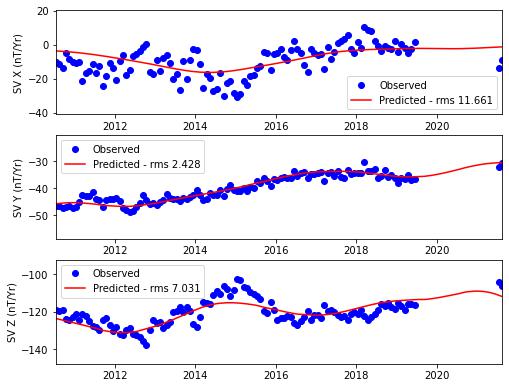 20
0
−20
−40
SV X (nT/Yr)
Observed
Predicted - rms 11.661
2012 2014 2016 2018 2020
−30
−40
−50
SV Y (nT/Yr)
Observed
Predicted - rms 2.428
2012 2014 2016 2018 2020
−100
−120
−140
SV Z (nT/Yr)
Observed
Predicted - rms 7.031
2012 2014 2016 2018 2020